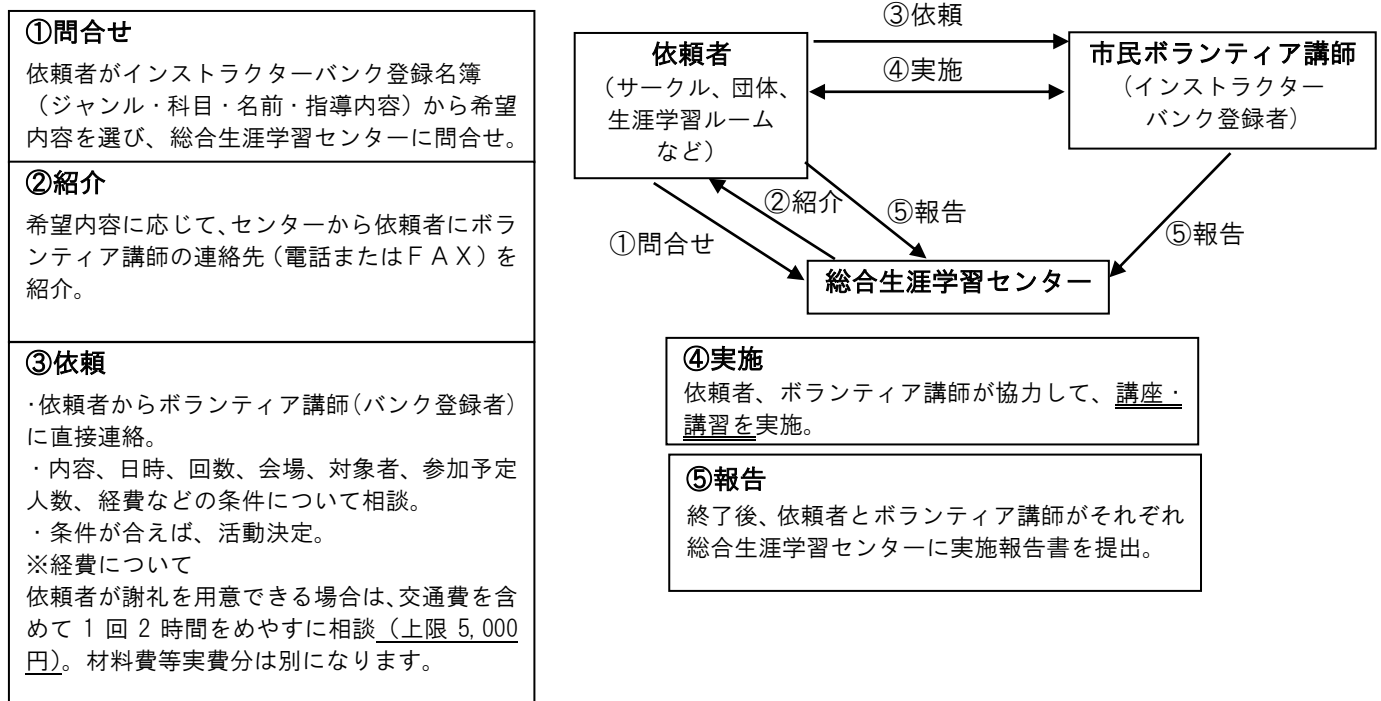 ①問合せ
依頼者がインストラクターバンク登録名簿
（ジャンル・科目・名前・指導内容）から希望
内容を選び、総合生涯学習センターに問合せ。
②紹介
希望内容に応じて、センターから依頼者にボラ
ンティア講師の連絡先（電話またはＦＡＸ）を
紹介。
③依頼
・依頼者からボランティア講師（バンク登録者）
に直接連絡。
・内容、日時、回数、会場、対象者、参加予定
人数、経費などの条件について相談。
・条件が合えば、活動決定。
※経費について
依頼者が謝礼を用意できる場合は、交通費を含
めて 1 回 2 時間をめやすに相談（上限 5,000
円）。材料費等実費分は別になります。
③依頼
依頼者
（サークル、団体、
生涯学習ルーム
など）
④実施
市民ボランティア講師
（インストラクター
バンク登録者）
②紹介
⑤報告
①問合せ
⑤報告
総合生涯学習センター
④実施
依頼者、ボランティア講師が協力して、講座・
講習を実施。
⑤報告
終了後、依頼者とボランティア講師がそれぞれ
総合生涯学習センターに実施報告書を提出。